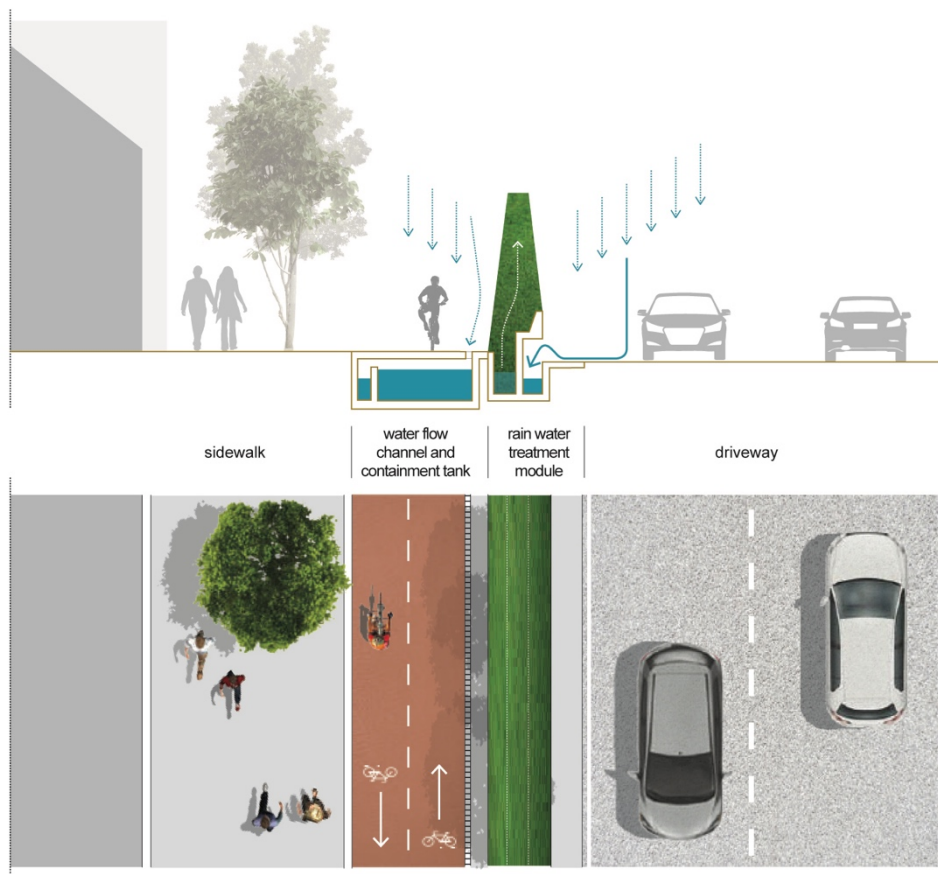 sidewalk
water flow
channel and
containment tank
rain water
treatment
module
driveway